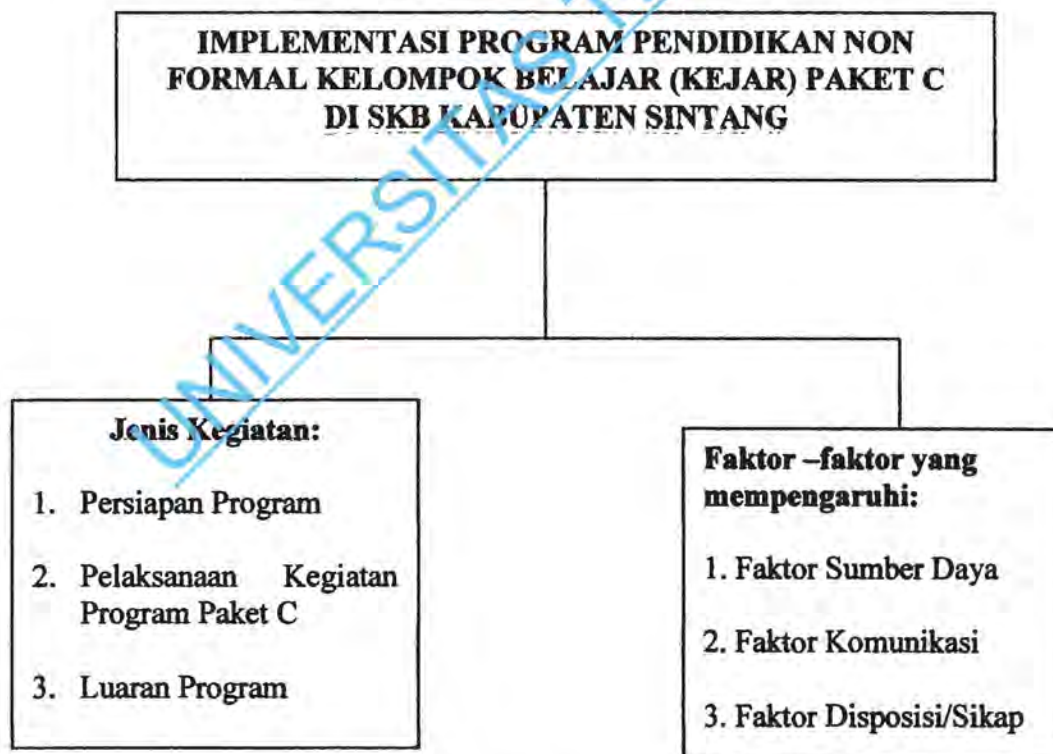 IMPLEMENTASI PROGRAM PENDIDIKAN NON
FORMAL KELOMPOK BELAJAR (KEJAR) PAKET C
DI SKB KABUPATEN SINTANG
UNIVERSITAS
Jenis Kegiatan:
1. Persiapan Program
2. Pelaksanaan Kegiatan
Program Paket C
3. Luaran Program
Faktor –faktor yang
mempengaruhi:
1. Faktor Sumber Daya
2. Faktor Komunikasi
3. Faktor Disposisi/Sikap